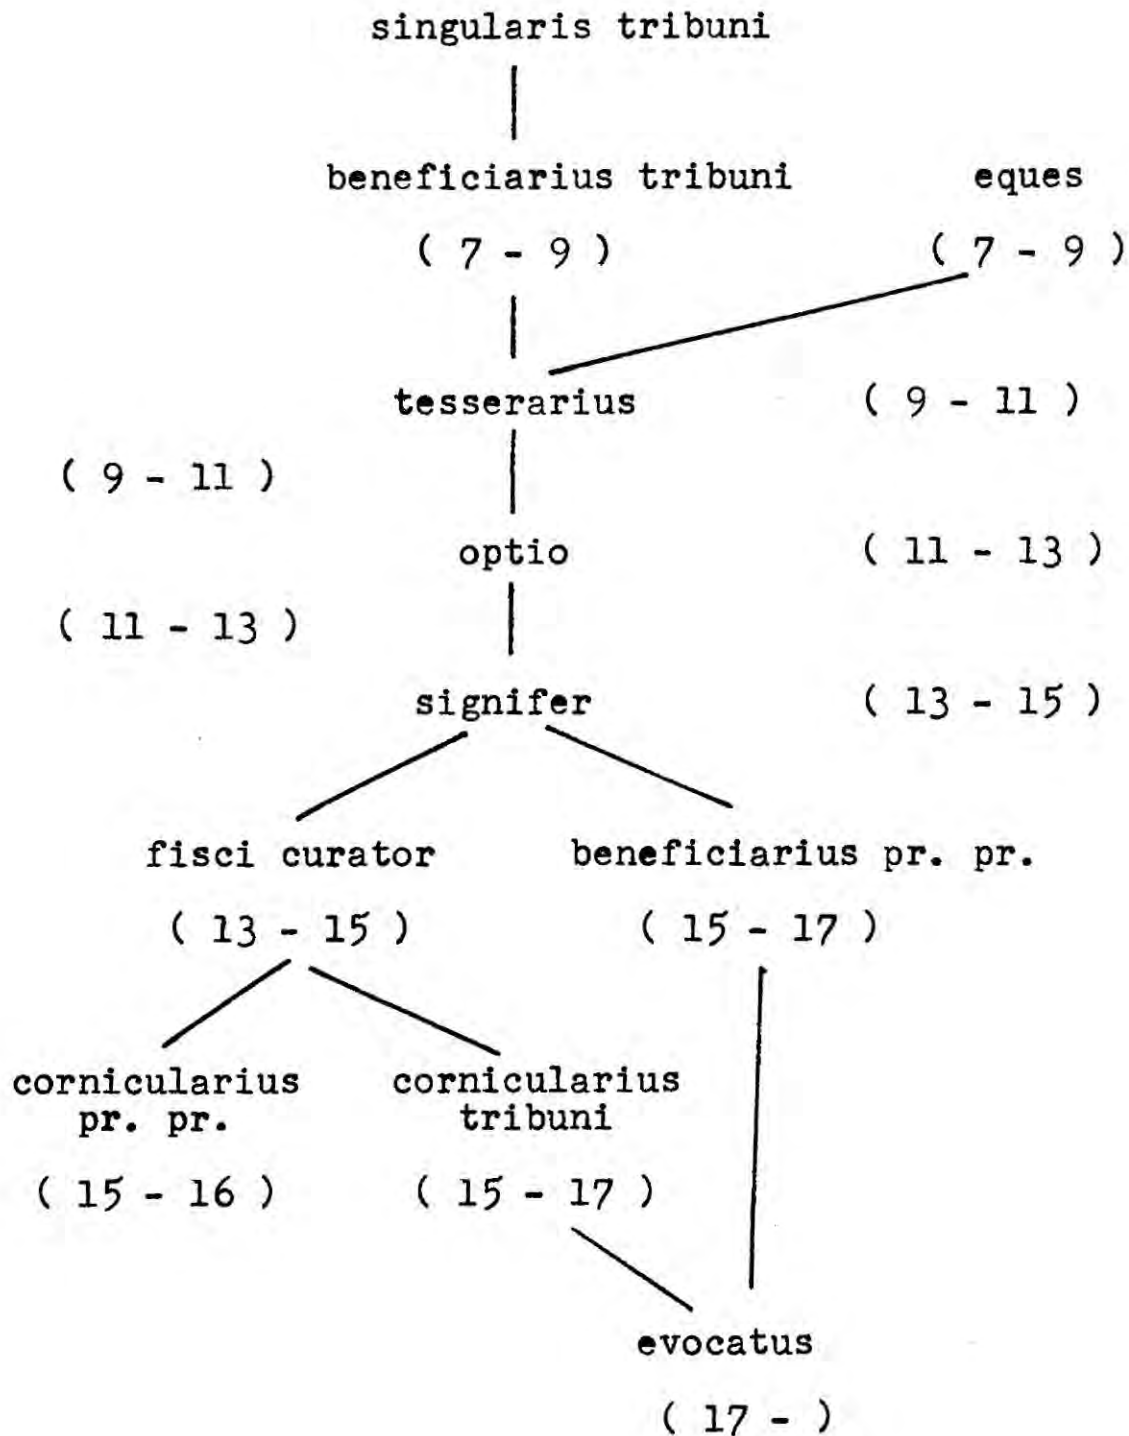 singularis tribuni
beneficiarius tribuni eques
( 7 - 9 ) ( 7 - 9 )
tesserarius ( 9 - 11 )
( 9 - 11 )
optio ( 11 - 13 )
( 11 - 13 )
signifer ( 13 - 15 )
fisci curator beneficiarius pr. pr.
( 13 - 15 ) ( 15 - 17 )
cornicularius cornicularius
pr. pr. tribuni
( 15 - 16 ) ( 15 - 17 )
evocatus
( 17 - )